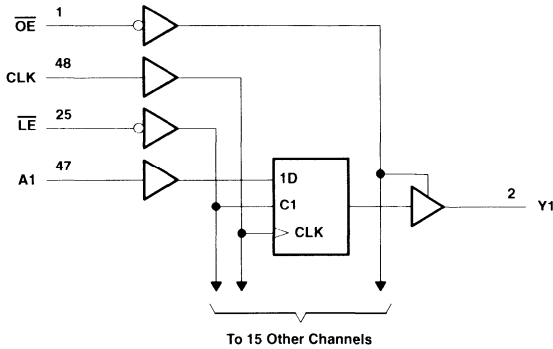 1
OE
48
CLK
25
LE
47
A1
1D
C1
CLK
2
Y1
To 15 Other Channels